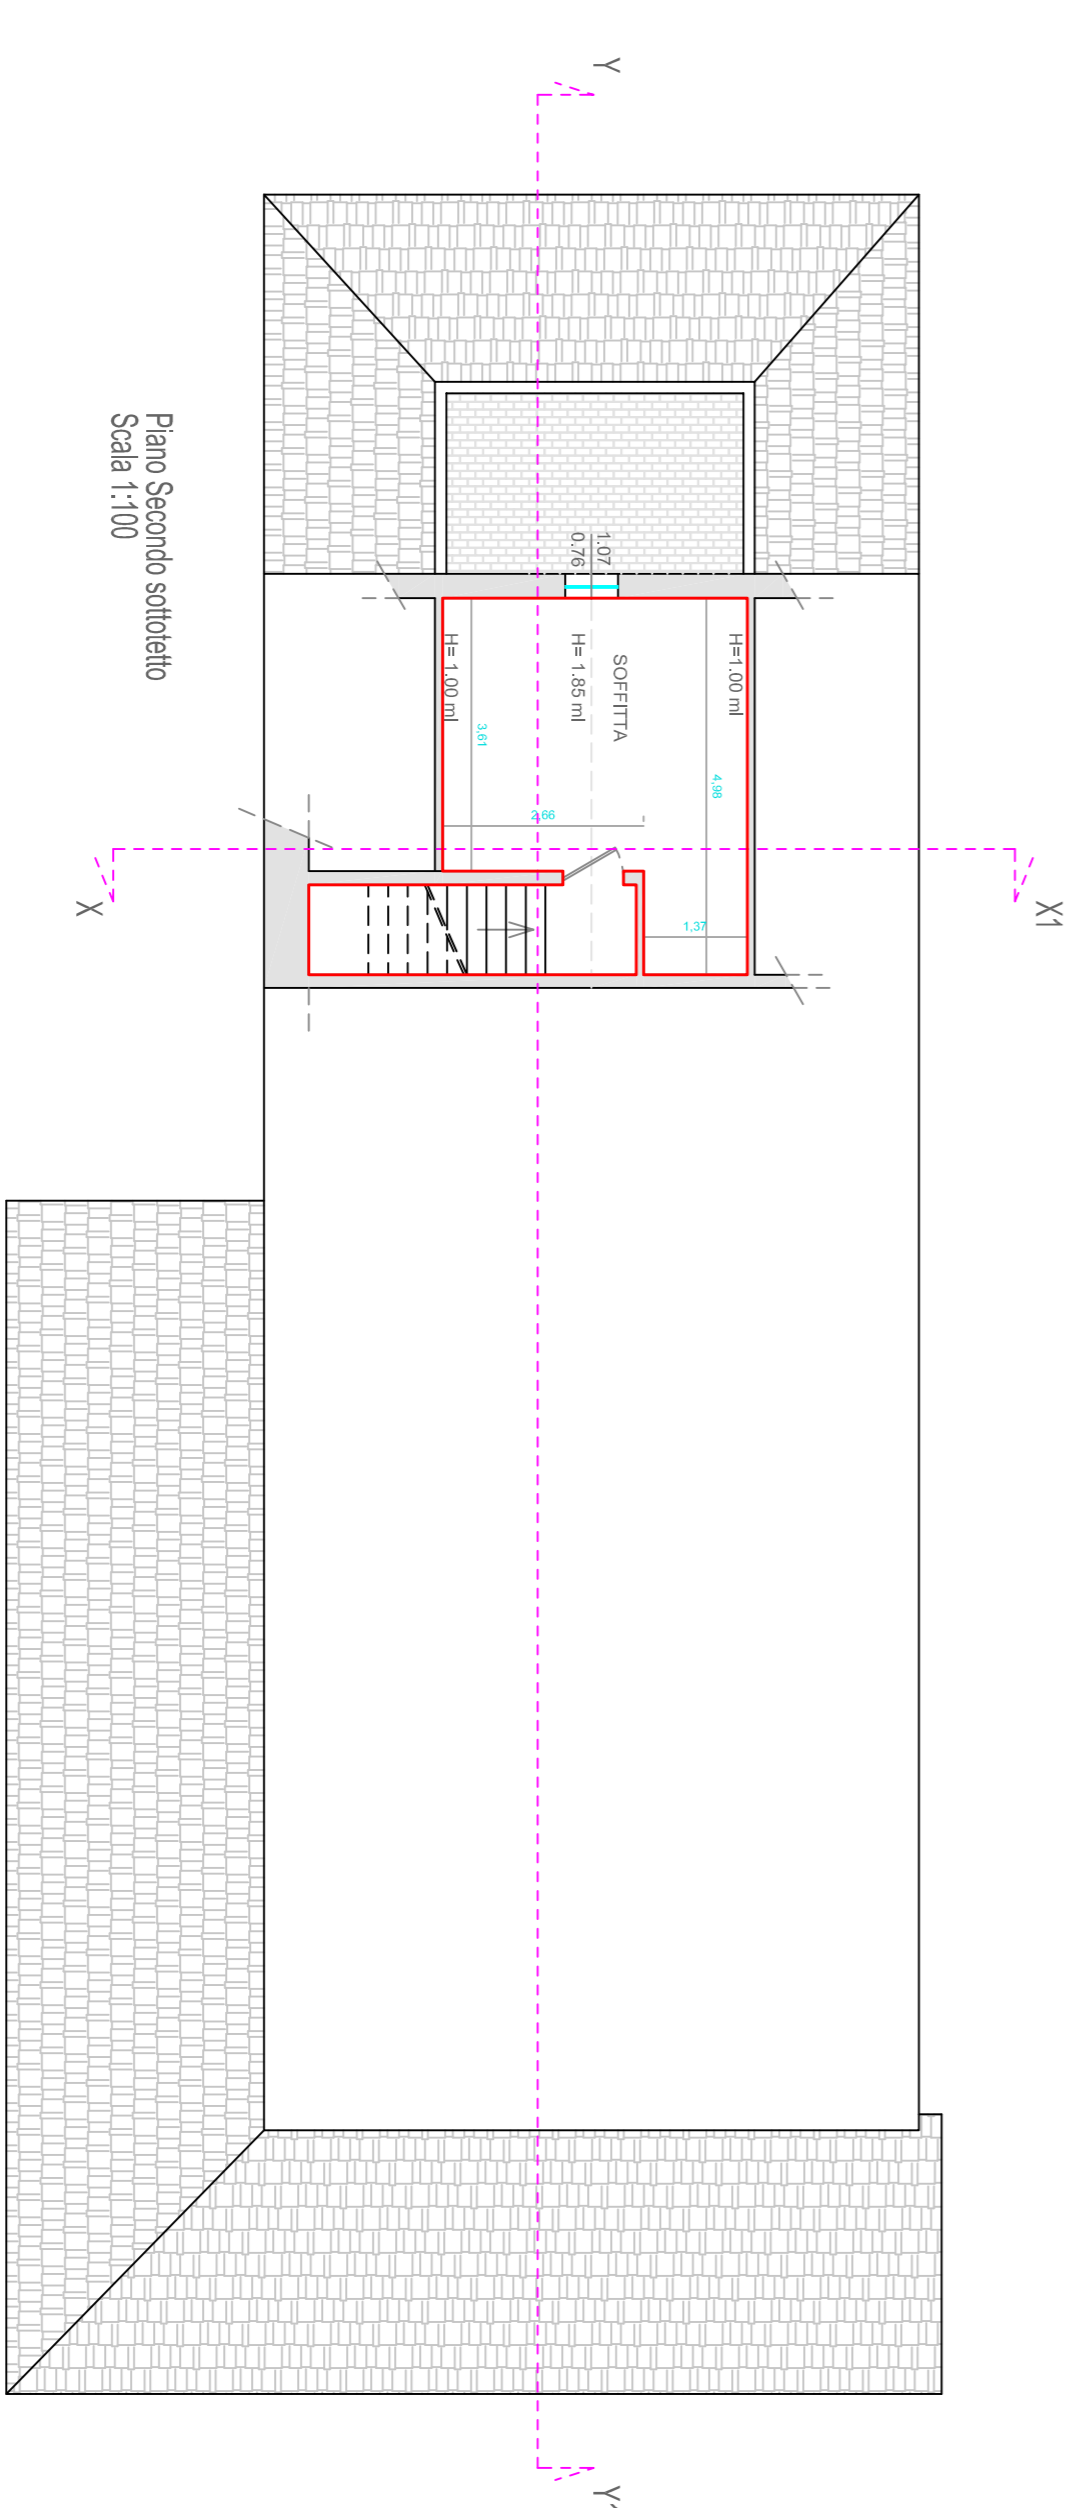 Y
X1
X
1.07
0.76
H=1.00 ml
SOFFITTA
H= 1.85 ml
H= 1.00 ml
3,61
4,98
2,66
1,37
Piano Secondo sottotetto
Scala 1:100